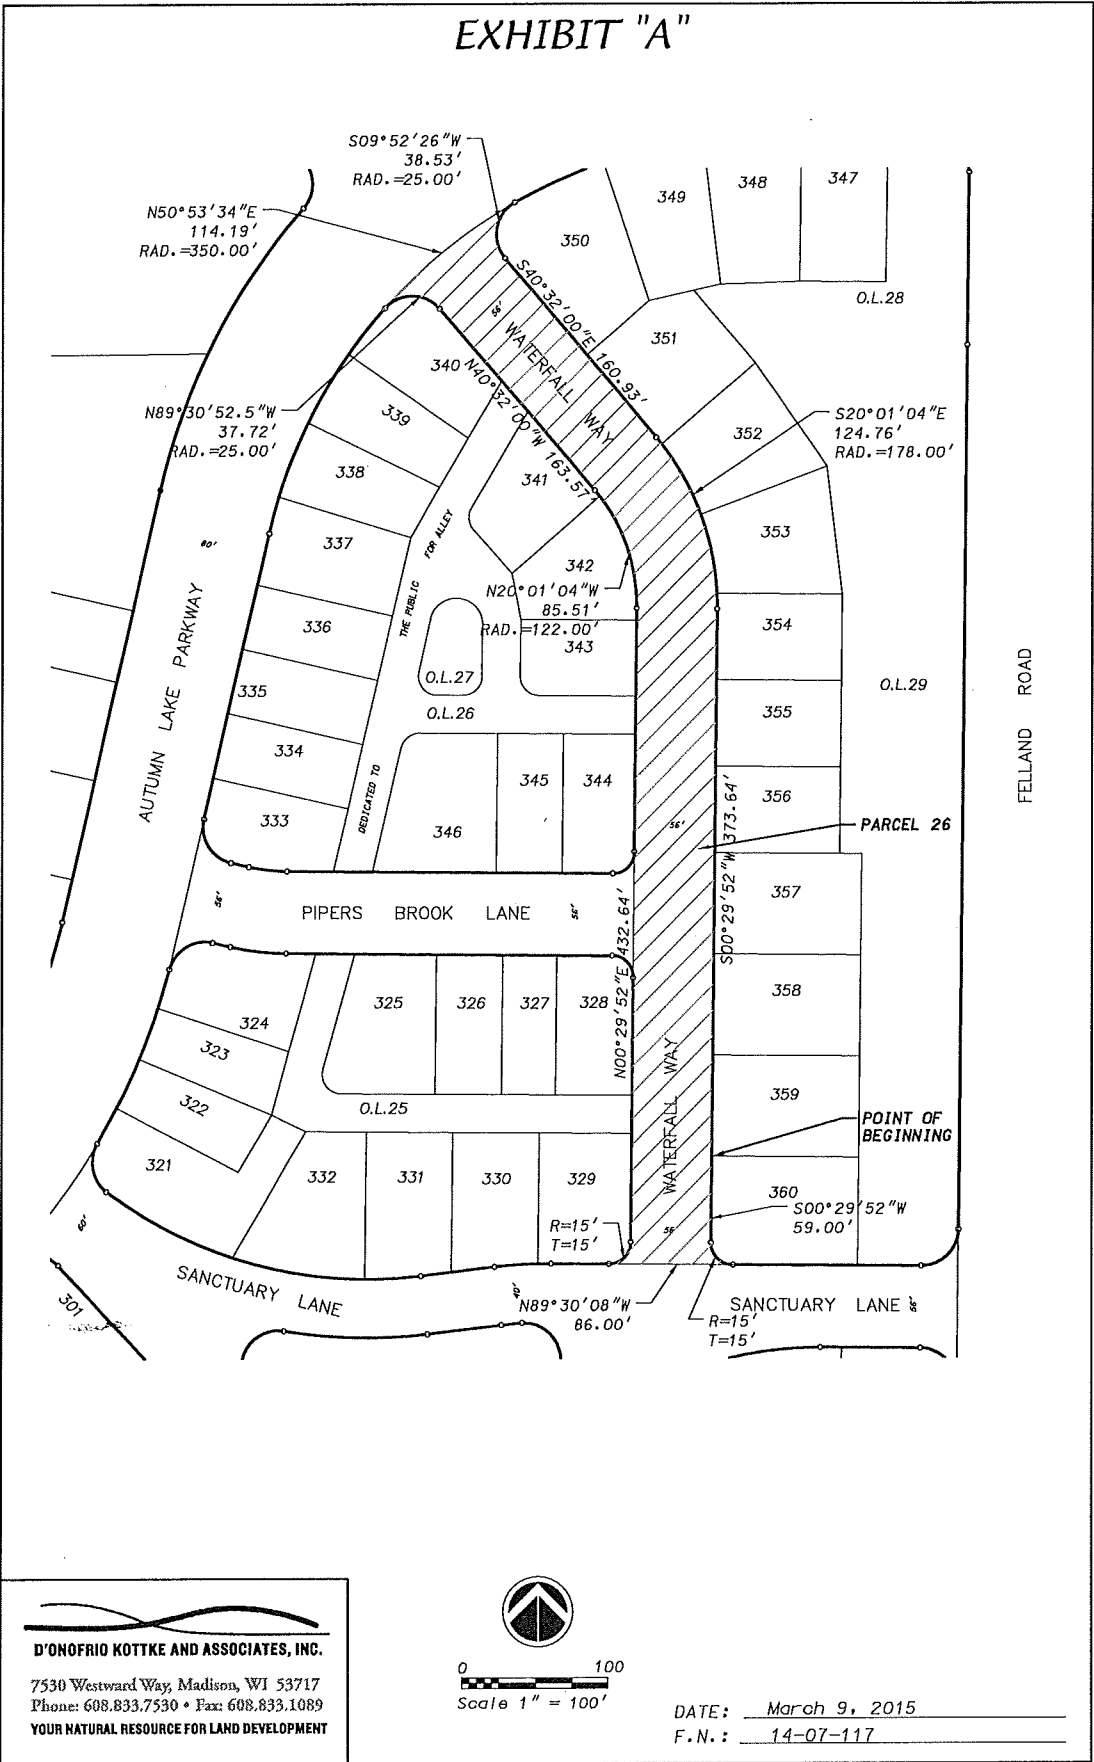 EXHIBIT "A"
S09°52'26"W
38.53'
RAD.=25.00'
N50°53'34"E
114.19'
RAD.=350.00'
349
348
347
350
O.L.28
S40°32'00"E 160.93'
56'
WATERFALL WAY
351
340
N40°32'00"W 163.57'
N89°30'52.5"W
37.72'
RAD.=25.00'
339
352
S20°01'04"E
124.76'
RAD.=178.00'
338
341
353
337
80'
FOR ALLEY
342
N20°01'04"W
85.51'
RAD.=122.00'
THE PUBLIC
336
343
354
AUTUMN LAKE PARKWAY
335
O.L.27
O.L.26
355
O.L.29
FELLAND ROAD
334
345
344
356
DEDICATED TO
333
346
56'
S00°29'52"W 373.64'
PARCEL 26
357
56'
PIPERS BROOK LANE
56'
N00°29'52"E 432.64'
325
326
327
328
358
324
323
322
O.L.25
WATERFALL WAY
359
POINT OF
BEGINNING
321
332
331
330
329
360
S00°29'52"W
59.00'
R=15'
T=15'
56'
60'
SANCTUARY LANE
40'
N89°30'08"W
86.00'
R=15'
T=15'
SANCTUARY LANE
56'
301
D'ONOFRIO KOTTKE AND ASSOCIATES, INC.
7530 Westward Way, Madison, WI 53717
Phone: 608.833.7530 • Fax: 608.833.1089
YOUR NATURAL RESOURCE FOR LAND DEVELOPMENT
0 100
Scale 1" = 100'
DATE: March 9, 2015
F.N.: 14-07-117